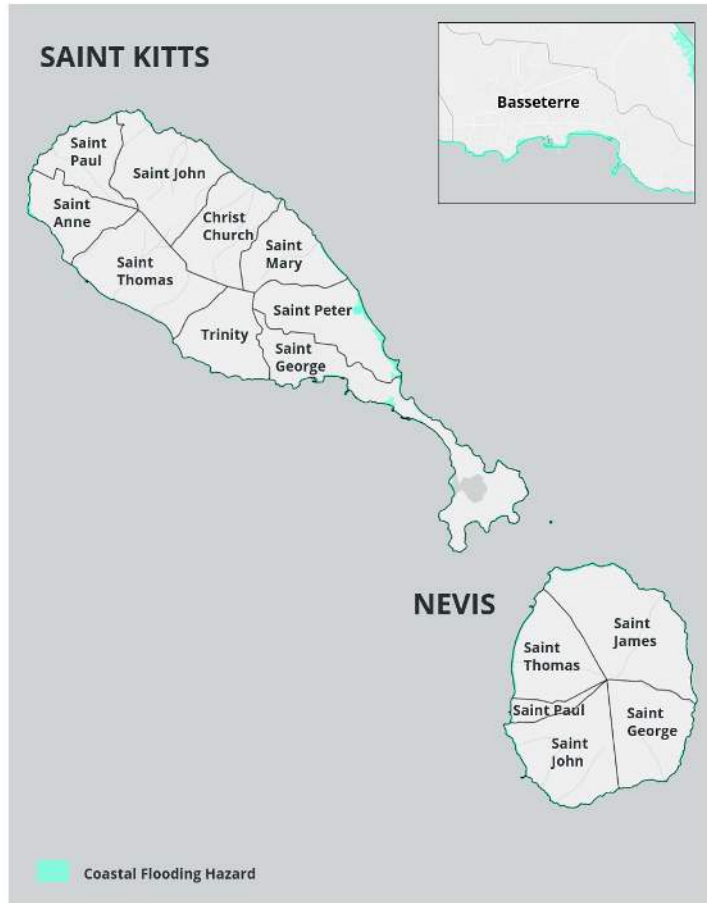 SAINT KITTS
Basseterre
Saint
Paul
Saint John
Saint
Anne
Christ
Church
Saint
Mary
Saint
Thomas
Saint Peter
Trinity
Saint
George
NEVIS
Saint
James
Saint
Thomas
Saint Paul
Saint
George
Saint
John
Coastal Flooding Hazard